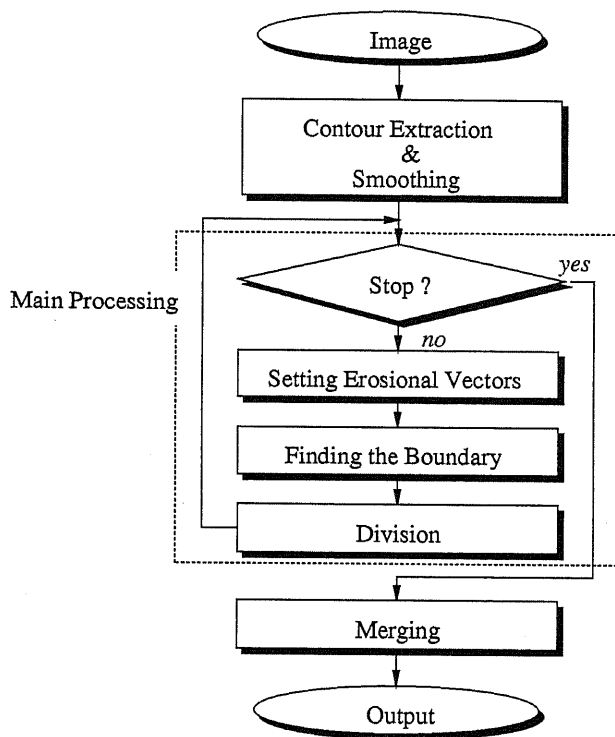 Image
Contour Extraction
&
Smoothing
Main Processing
Stop ?
yes
no
Setting Erosional Vectors
Finding the Boundary
Division
Merging
Output